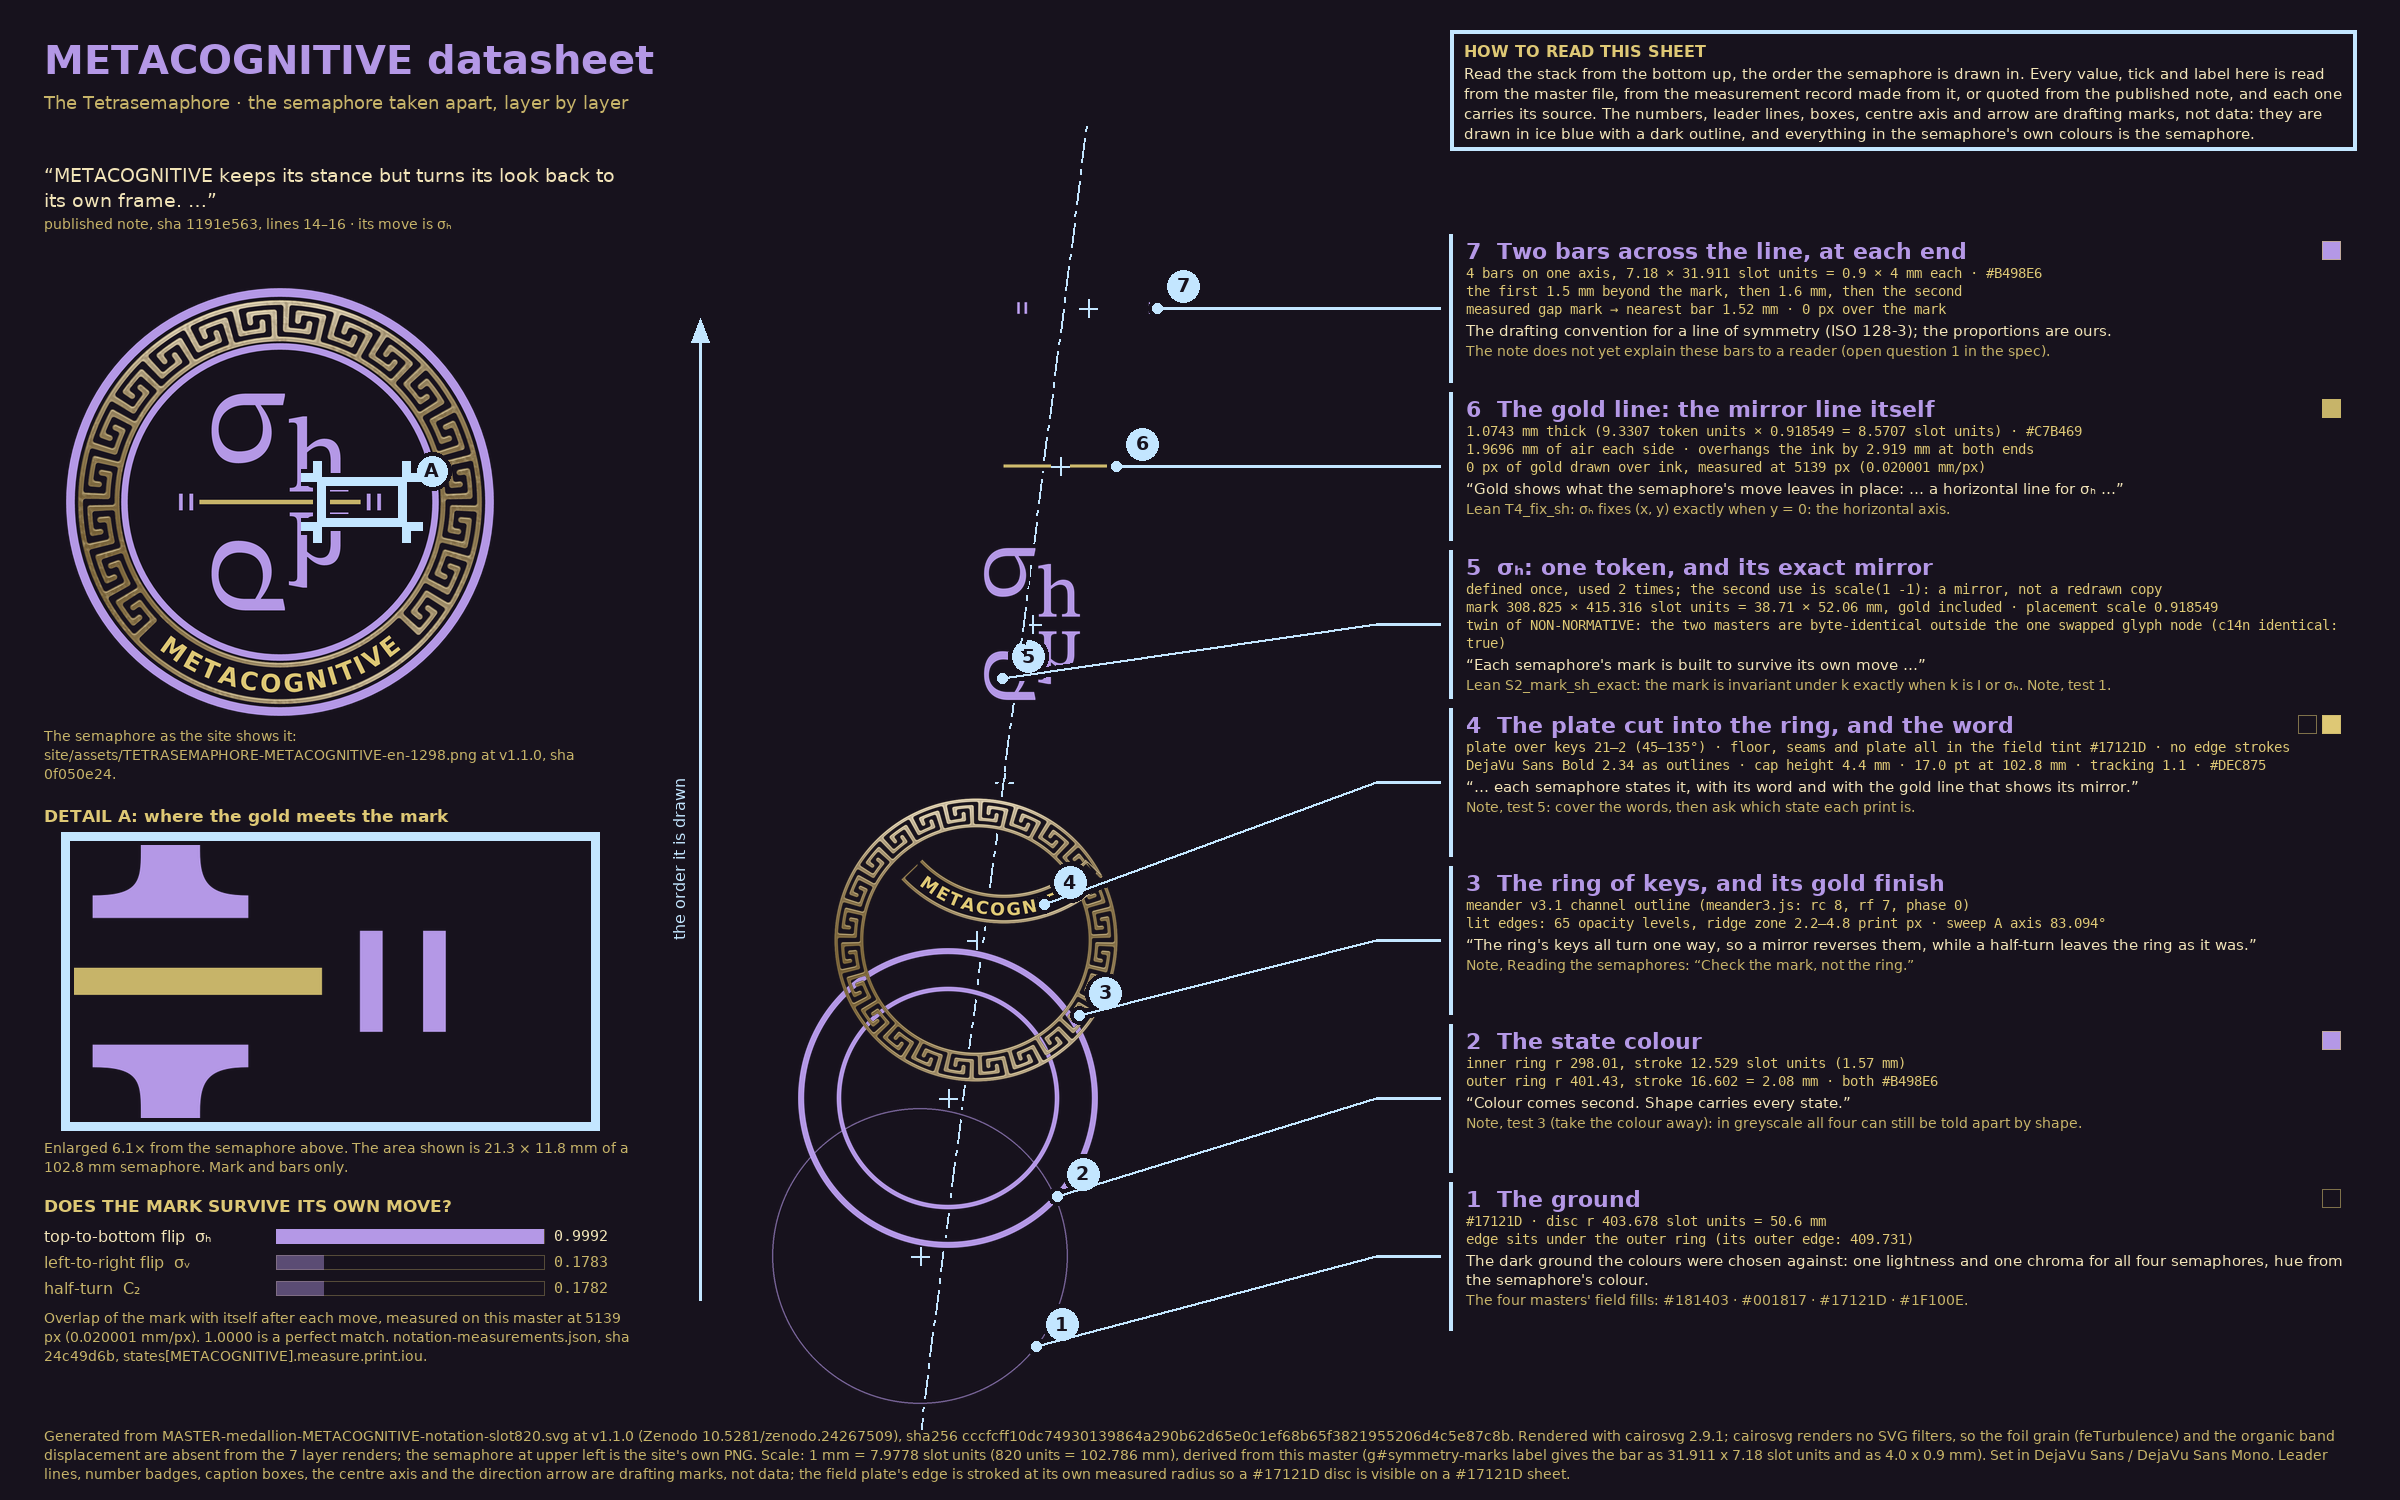 METACOGNITIVE datasheet
The Tetrasemaphore · the semaphore taken apart, layer by layer
“METACOGNITIVE keeps its stance but turns its look back to
its own frame. …”
published note, sha 1191e563, lines 14–16 · its move is σₕ
σ
h
A
METACOGNITIVE
The semaphore as the site shows it:
site/assets/TETRASEMAPHORE-METACOGNITIVE-en-1298.png at v1.1.0, sha
0f050e24.
DETAIL A: where the gold meets the mark
Enlarged 6.1× from the semaphore above. The area shown is 21.3 × 11.8 mm of a
102.8 mm semaphore. Mark and bars only.
DOES THE MARK SURVIVE ITS OWN MOVE?
top-to-bottom flip σₕ 0.9992
left-to-right flip σᵥ 0.1783
half-turn C₂ 0.1782
Overlap of the mark with itself after each move, measured on this master at 5139
px (0.020001 mm/px). 1.0000 is a perfect match. notation-measurements.json, sha
24c49d6b, states[METACOGNITIVE].measure.print.iou.
the order it is drawn
7
6
σ
h
5
4
METACOGN
3
2
1
HOW TO READ THIS SHEET
Read the stack from the bottom up, the order the semaphore is drawn in. Every value, tick and label here is read
from the master file, from the measurement record made from it, or quoted from the published note, and each one
carries its source. The numbers, leader lines, boxes, centre axis and arrow are drafting marks, not data: they are
drawn in ice blue with a dark outline, and everything in the semaphore's own colours is the semaphore.
7 Two bars across the line, at each end
4 bars on one axis, 7.18 × 31.911 slot units = 0.9 × 4 mm each · #B498E6
the first 1.5 mm beyond the mark, then 1.6 mm, then the second
measured gap mark → nearest bar 1.52 mm · 0 px over the mark
The drafting convention for a line of symmetry (ISO 128-3); the proportions are ours.
The note does not yet explain these bars to a reader (open question 1 in the spec).
6 The gold line: the mirror line itself
1.0743 mm thick (9.3307 token units × 0.918549 = 8.5707 slot units) · #C7B469
1.9696 mm of air each side · overhangs the ink by 2.919 mm at both ends
0 px of gold drawn over ink, measured at 5139 px (0.020001 mm/px)
“Gold shows what the semaphore's move leaves in place: … a horizontal line for σₕ …”
Lean T4_fix_sh: σₕ fixes (x, y) exactly when y = 0: the horizontal axis.
5 σₕ: one token, and its exact mirror
defined once, used 2 times; the second use is scale(1 -1): a mirror, not a redrawn copy
mark 308.825 × 415.316 slot units = 38.71 × 52.06 mm, gold included · placement scale 0.918549
twin of NON-NORMATIVE: the two masters are byte-identical outside the one swapped glyph node (c14n identical:
true)
“Each semaphore's mark is built to survive its own move …”
Lean S2_mark_sh_exact: the mark is invariant under k exactly when k is I or σₕ. Note, test 1.
4 The plate cut into the ring, and the word
plate over keys 21–2 (45–135°) · floor, seams and plate all in the field tint #17121D · no edge strokes
DejaVu Sans Bold 2.34 as outlines · cap height 4.4 mm · 17.0 pt at 102.8 mm · tracking 1.1 · #DEC875
“… each semaphore states it, with its word and with the gold line that shows its mirror.”
Note, test 5: cover the words, then ask which state each print is.
3 The ring of keys, and its gold finish
meander v3.1 channel outline (meander3.js: rc 8, rf 7, phase 0)
lit edges: 65 opacity levels, ridge zone 2.2–4.8 print px · sweep A axis 83.094°
“The ring's keys all turn one way, so a mirror reverses them, while a half-turn leaves the ring as it was.”
Note, Reading the semaphores: “Check the mark, not the ring.”
2 The state colour
inner ring r 298.01, stroke 12.529 slot units (1.57 mm)
outer ring r 401.43, stroke 16.602 = 2.08 mm · both #B498E6
“Colour comes second. Shape carries every state.”
Note, test 3 (take the colour away): in greyscale all four can still be told apart by shape.
1 The ground
#17121D · disc r 403.678 slot units = 50.6 mm
edge sits under the outer ring (its outer edge: 409.731)
The dark ground the colours were chosen against: one lightness and one chroma for all four semaphores, hue from
the semaphore's colour.
The four masters' field fills: #181403 · #001817 · #17121D · #1F100E.
Generated from MASTER-medallion-METACOGNITIVE-notation-slot820.svg at v1.1.0 (Zenodo 10.5281/zenodo.24267509), sha256 cccfcff10dc74930139864a290b62d65e0c1ef68b65f3821955206d4c5e87c8b. Rendered with cairosvg 2.9.1; cairosvg renders no SVG filters, so the foil grain (feTurbulence) and the organic band
displacement are absent from the 7 layer renders; the semaphore at upper left is the site's own PNG. Scale: 1 mm = 7.9778 slot units (820 units = 102.786 mm), derived from this master (g#symmetry-marks label gives the bar as 31.911 x 7.18 slot units and as 4.0 x 0.9 mm). Set in DejaVu Sans / DejaVu Sans Mono. Leader
lines, number badges, caption boxes, the centre axis and the direction arrow are drafting marks, not data; the field plate's edge is stroked at its own measured radius so a #17121D disc is visible on a #17121D sheet.